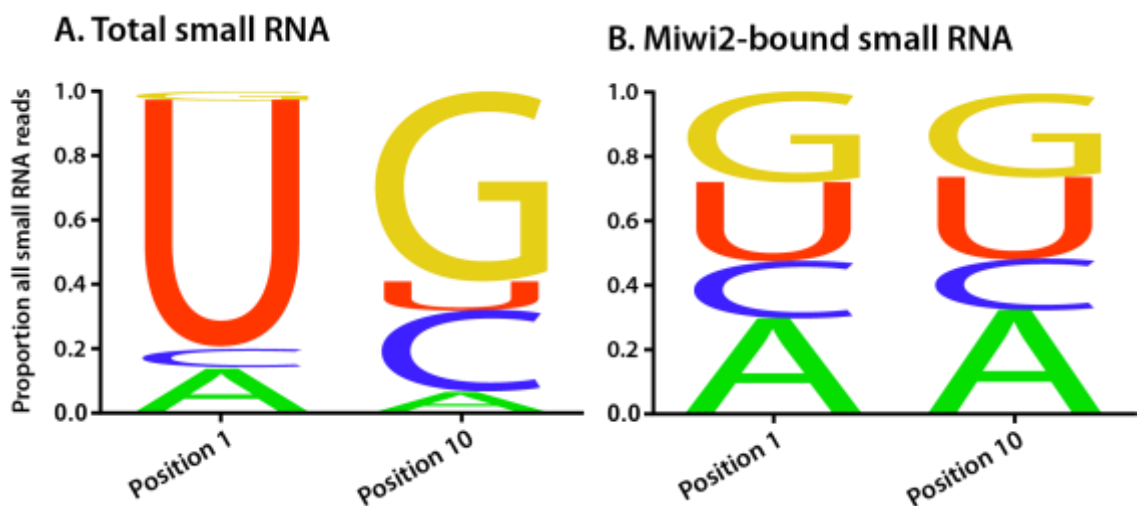 A. Total small RNA
B. Miwi2-bound small RNA
Proportion all small RNA reads
1.0
0.8
0.6
0.4
0.2
0.0
G
U
C
A
G
U
C
A
Position 1
Position 10
1.0
0.8
0.6
0.4
0.2
0.0
G
U
C
A
G
U
C
A
Position 1
Position 10